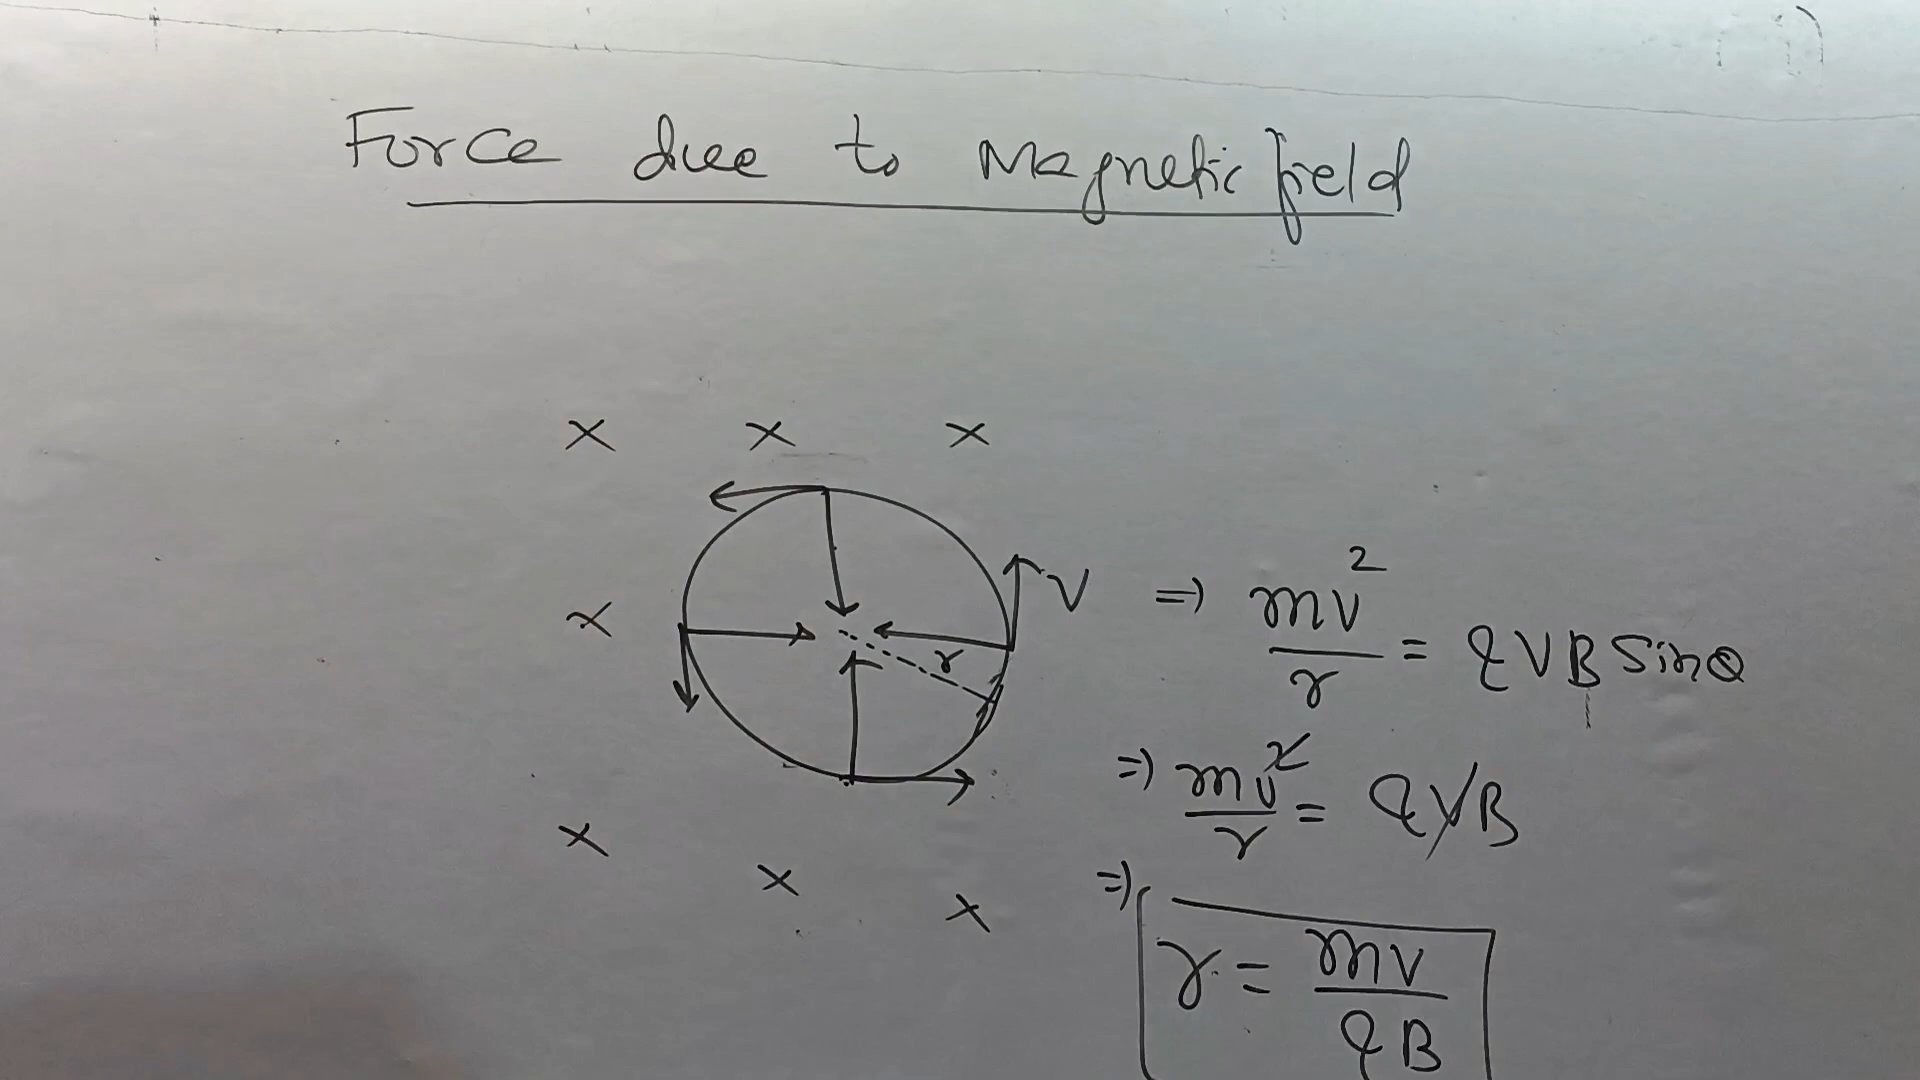 Force due to Magnetic field
x x x
V
x
r
x
x
x
=) mv²/r = qVB Sinθ
=) mv²/r = qVB
=) r = mv/qB